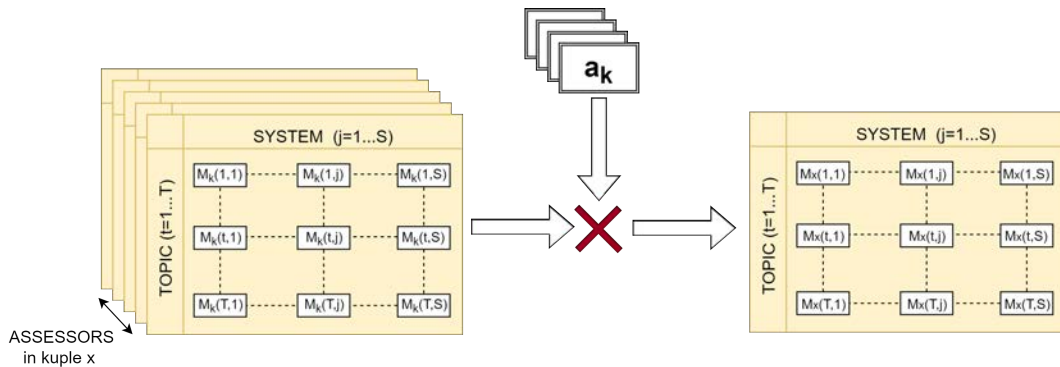 a_k
SYSTEM (j=1...S)
TOPIC (t=1...T)
M_k(1,1) M_k(1,j) M_k(1,S)
M_k(t,1) M_k(t,j) M_k(t,S)
M_k(T,1) M_k(T,j) M_k(T,S)
ASSESSORS
in kuple x
SYSTEM (j=1...S)
TOPIC (t=1...T)
Mx(1,1) Mx(1,j) Mx(1,S)
Mx(t,1) Mx(t,j) Mx(t,S)
Mx(T,1) Mx(T,j) Mx(T,S)